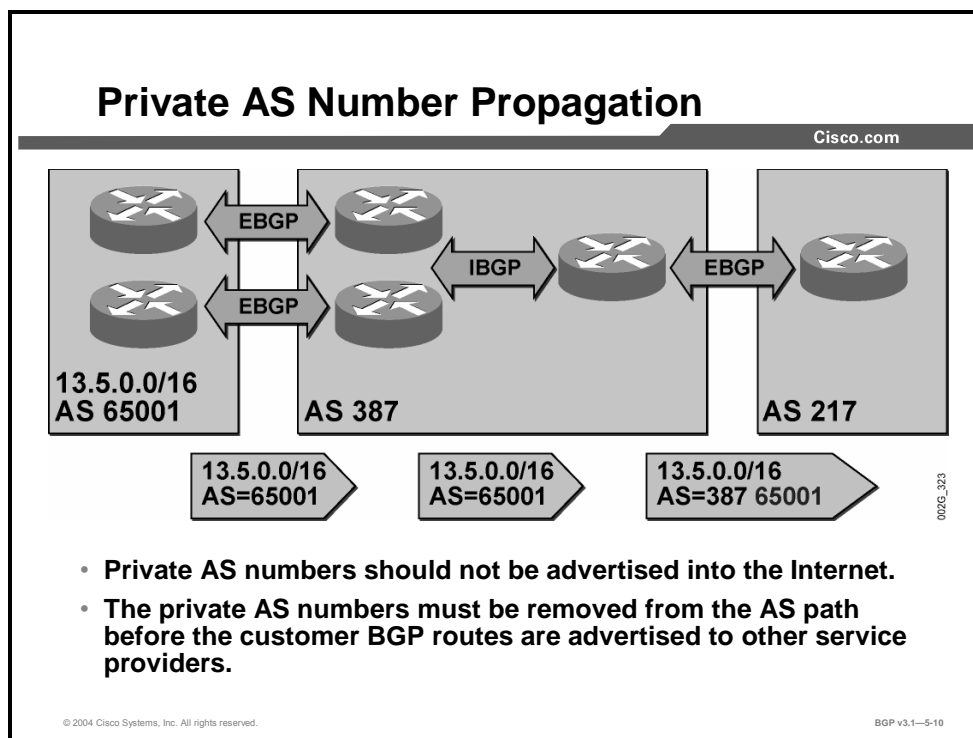 Private AS Number Propagation
Cisco.com
EBGP
EBGP
IBGP
EBGP
13.5.0.0/16
AS 65001
AS 387
AS 217
13.5.0.0/16
AS=65001
13.5.0.0/16
AS=65001
13.5.0.0/16
AS=387 65001
002G_323
• Private AS numbers should not be advertised into the Internet.
• The private AS numbers must be removed from the AS path
before the customer BGP routes are advertised to other service
providers.
© 2004 Cisco Systems, Inc. All rights reserved.
BGP v3.1—5-10